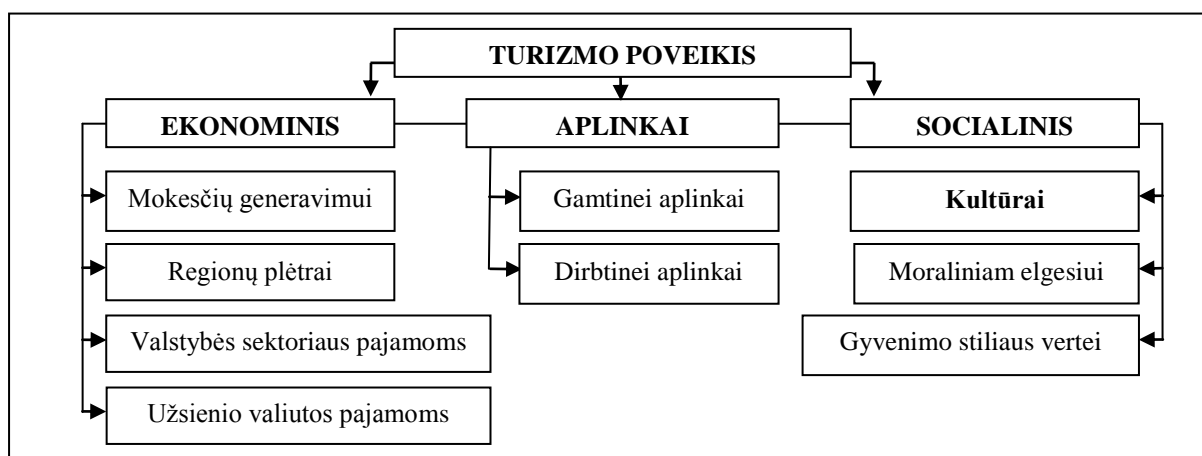 TURIZMO POVEIKIS
EKONOMINIS
Mokesčių generavimui
Regionų plėtrai
Valstybės sektoriaus pajamoms
Užsienio valiutos pajamoms
APLINKAI
Gamtinei aplinkai
Dirbtinei aplinkai
SOCIALINIS
Kultūrai
Moraliniam elgesiui
Gyvenimo stiliaus vertei